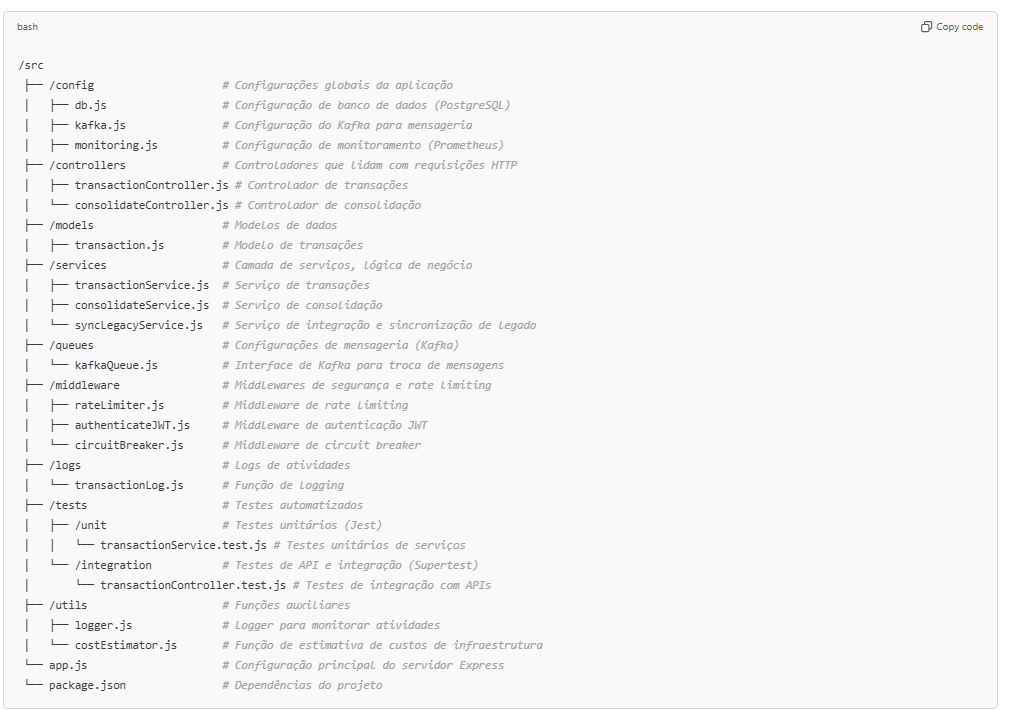 bash
Copy code
/src
├── /config # Configurações globais da aplicação
│ ├── db.js # Configuração de banco de dados (PostgreSQL)
│ ├── kafka.js # Configuração do Kafka para mensageria
│ ├── monitoring.js # Configuração de monitoramento (Prometheus)
├── /controllers # Controladores que lidam com requisições HTTP
│ ├── transactionController.js # Controlador de transações
│ └── consolidateController.js # Controlador de consolidação
├── /models # Modelos de dados
│ ├── transaction.js # Modelo de transações
├── /services # Camada de serviços, lógica de negócio
│ ├── transactionService.js # Serviço de transações
│ ├── consolidateService.js # Serviço de consolidação
│ └── syncLegacyService.js # Serviço de integração e sincronização de legado
├── /queues # Configurações de mensageria (Kafka)
│ └── kafkaQueue.js # Interface de Kafka para troca de mensagens
├── /middleware # Middlewares de segurança e rate limiting
│ ├── rateLimiter.js # Middleware de rate limiting
│ ├── authenticateJWT.js # Middleware de autenticação JWT
│ └── circuitBreaker.js # Middleware de circuit breaker
├── /logs # Logs de atividades
│ └── transactionLog.js # Função de logging
├── /tests # Testes automatizados
│ ├── /unit # Testes unitários (Jest)
│ │ └── transactionService.test.js # Testes unitários de serviços
│ └── /integration # Testes de API e integração (Supertest)
│ └── transactionController.test.js # Testes de integração com APIs
├── /utils # Funções auxiliares
│ ├── logger.js # Logger para monitorar atividades
│ └── costEstimator.js # Função de estimativa de custos de infraestrutura
└── app.js # Configuração principal do servidor Express
└── package.json # Dependências do projeto